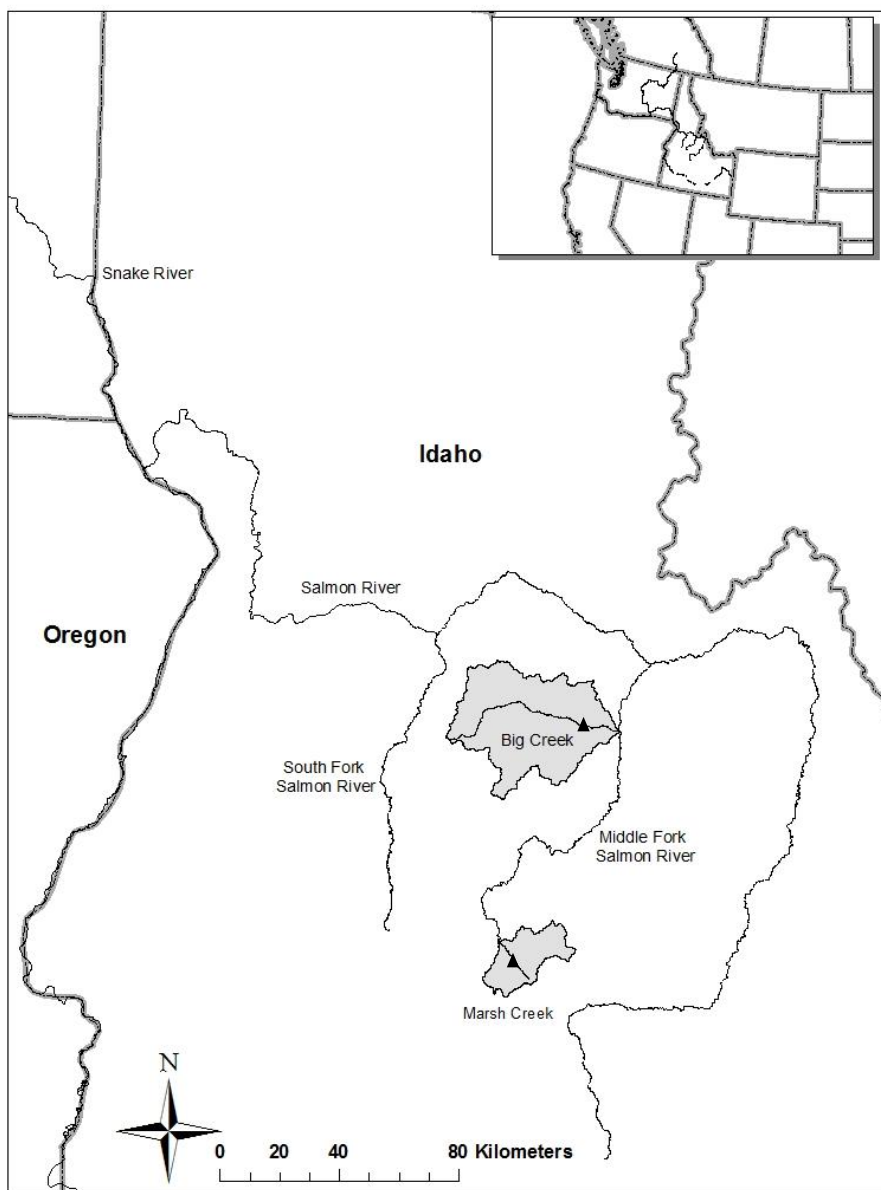 Snake River
Idaho
Salmon River
Oregon
Big Creek
South Fork
Salmon River
Middle Fork
Salmon River
Marsh Creek
N
0 20 40 80 Kilometers